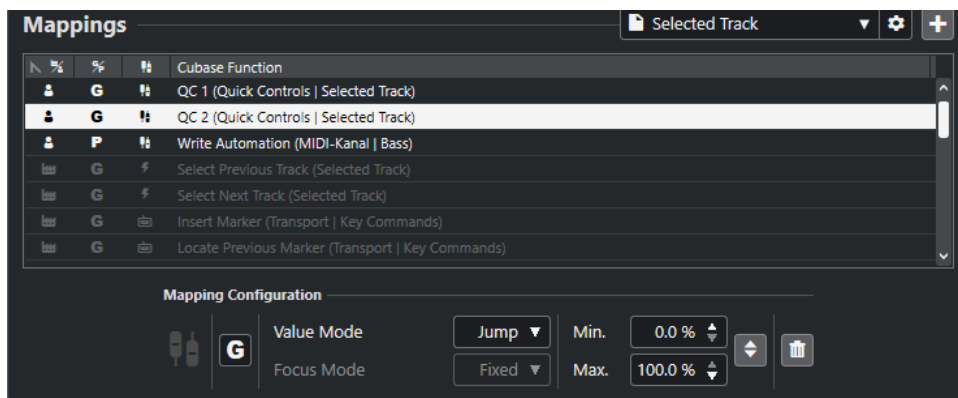 Mappings
Selected Track
Cubase Function
G QC 1 (Quick Controls | Selected Track)
G QC 2 (Quick Controls | Selected Track)
P Write Automation (MIDI-Kanal | Bass)
G Select Previous Track (Selected Track)
G Select Next Track (Selected Track)
G Insert Marker (Transport | Key Commands)
G Locate Previous Marker (Transport | Key Commands)
Mapping Configuration
G
Value Mode Jump Min. 0.0 %
Focus Mode Fixed Max. 100.0 %